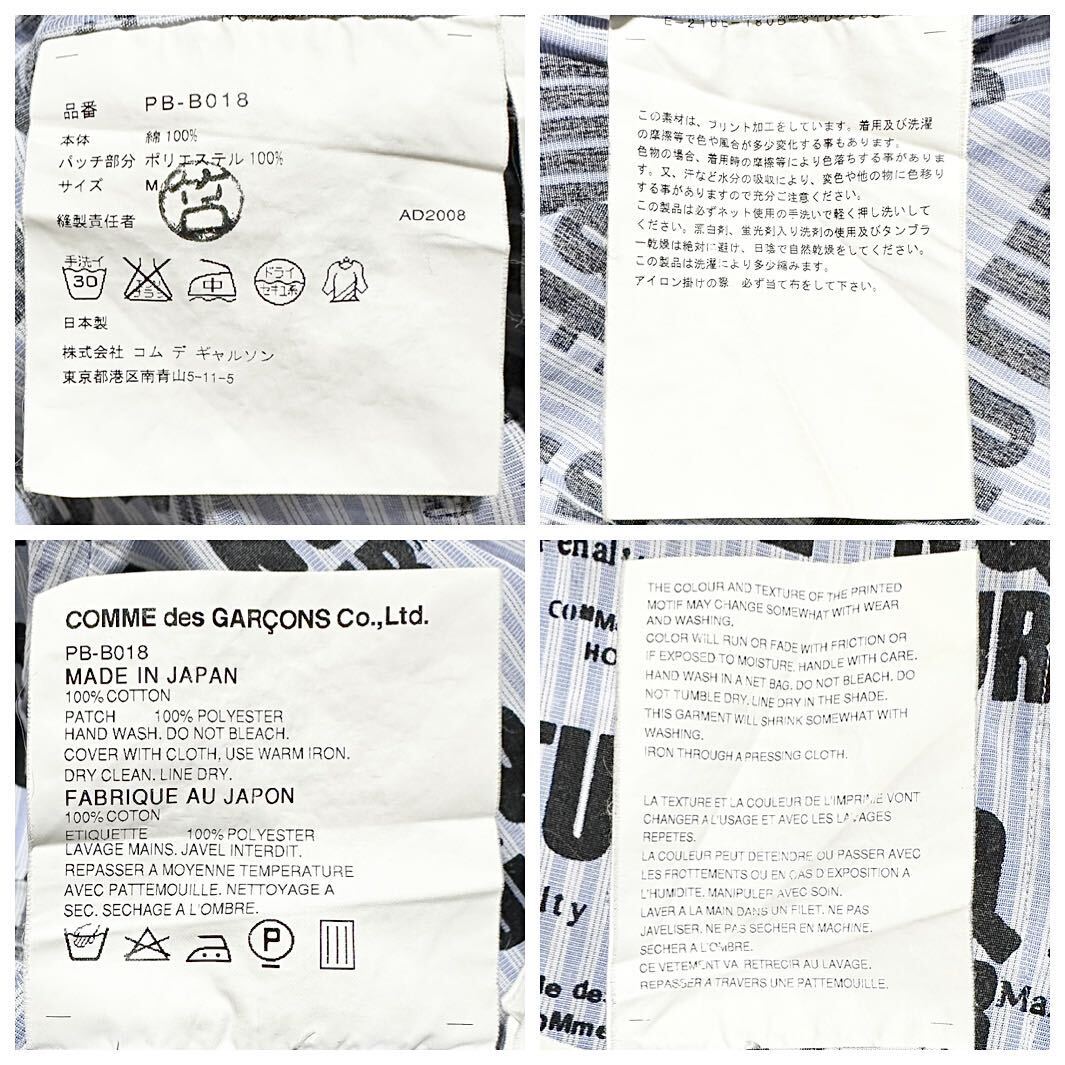 品番 PB-B018
本体 綿 100%
パッチ部分 ポリエステル 100%
サイズ M
縫製責任者 AD2008
手洗イ 30 エンソサラシ 中 ドライ セキユ系
日本製
株式会社 コム デ ギャルソン
東京都港区南青山5-11-5
この素材は、プリント加工をしています。着用及び洗濯
の摩擦等で色や風合が多少変化する事もあります。
色物の場合、着用時の摩擦等により色落ちする事がありま
す。又、汗など水分の吸収により、変色や他の物に色移り
する事がありますので充分ご注意ください。
この製品は必ずネット使用の手洗いで軽く押し洗いして
ください。漂白剤、蛍光剤入り洗剤の使用及びタンブラ
ー乾燥は絶対に避け、日陰で自然乾燥をしてください。
この製品は洗濯により多少縮みます。
アイロン掛けの際 必ず当て布をして下さい。
COMME des GARÇONS Co.,Ltd.
PB-B018
MADE IN JAPAN
100% COTTON
PATCH 100% POLYESTER
HAND WASH. DO NOT BLEACH.
COVER WITH CLOTH, USE WARM IRON.
DRY CLEAN. LINE DRY.
FABRIQUE AU JAPON
100% COTON
ETIQUETTE 100% POLYESTER
LAVAGE MAINS. JAVEL INTERDIT.
REPASSER A MOYENNE TEMPERATURE
AVEC PATTEMOUILLE. NETTOYAGE A
SEC. SECHAGE A L'OMBRE.
P
THE COLOUR AND TEXTURE OF THE PRINTED
MOTIF MAY CHANGE SOMEWHAT WITH WEAR
AND WASHING.
COLOR WILL RUN OR FADE WITH FRICTION OR
IF EXPOSED TO MOISTURE. HANDLE WITH CARE.
HAND WASH IN A NET BAG. DO NOT BLEACH. DO
NOT TUMBLE DRY. LINE DRY IN THE SHADE.
THIS GARMENT WILL SHRINK SOMEWHAT WITH
WASHING.
IRON THROUGH A PRESSING CLOTH.
LA TEXTURE ET LA COULEUR DE L'IMPRIME VONT
CHANGER A L'USAGE ET AVEC LES LAVAGES
REPETES.
LA COULEUR PEUT DETEINDRE OU PASSER AVEC
LES FROTTEMENTS OU EN CAS D'EXPOSITION A
L'HUMIDITE. MANIPULER AVEC SOIN.
LAVER A LA MAIN DANS UN FILET. NE PAS
JAVELISER. NE PAS SECHER EN MACHINE.
SECHER A L'OMBRE.
CE VETEMENT VA RETRECIR AU LAVAGE.
REPASSER A TRAVERS UNE PATTEMOUILLE.